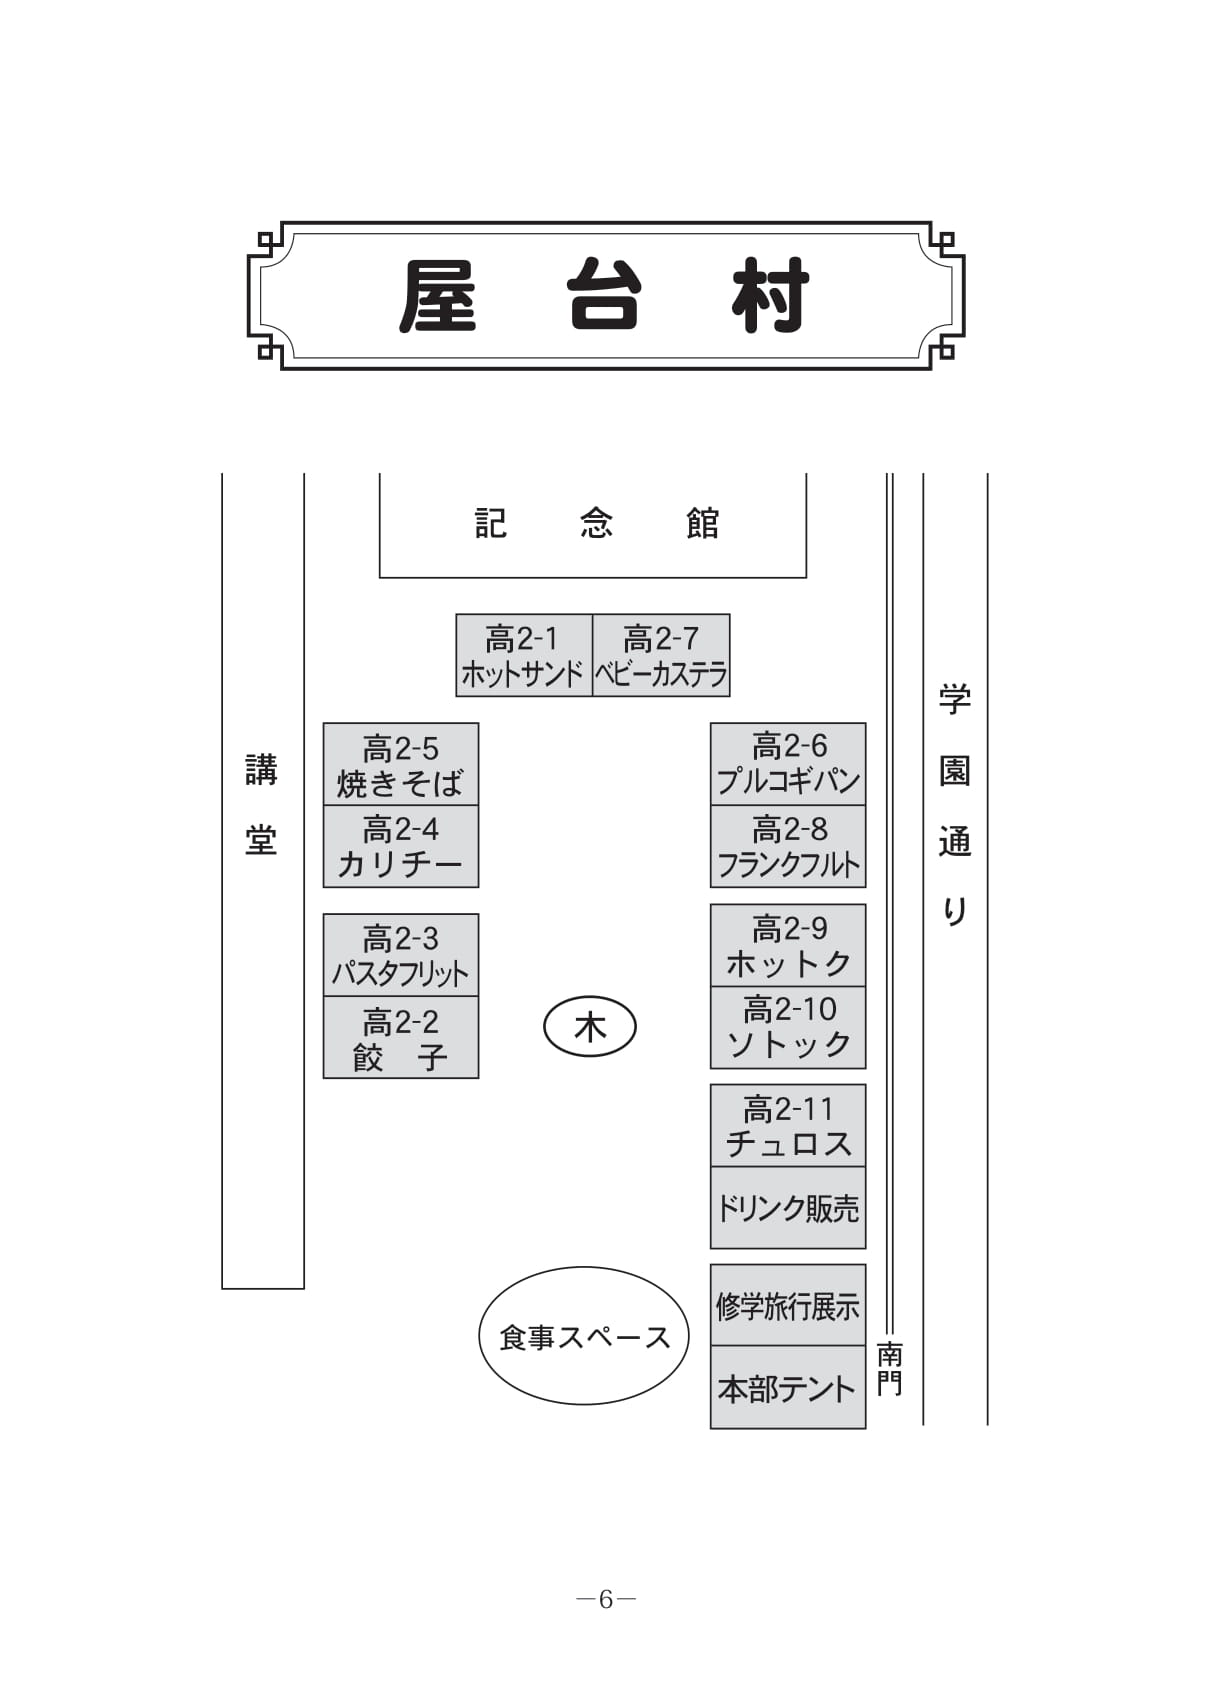 屋台村
記念館
高2-1
ホットサンド
高2-7
ベビーカステラ
講堂
高2-5
焼きそば
高2-4
カリチー
高2-3
パスタフリット
高2-2
餃子
木
高2-6
プルコギパン
高2-8
フランクフルト
高2-9
ホットク
高2-10
ソトック
高2-11
チュロス
ドリンク販売
修学旅行展示
本部テント
食事スペース
南門
学園通り
—6—